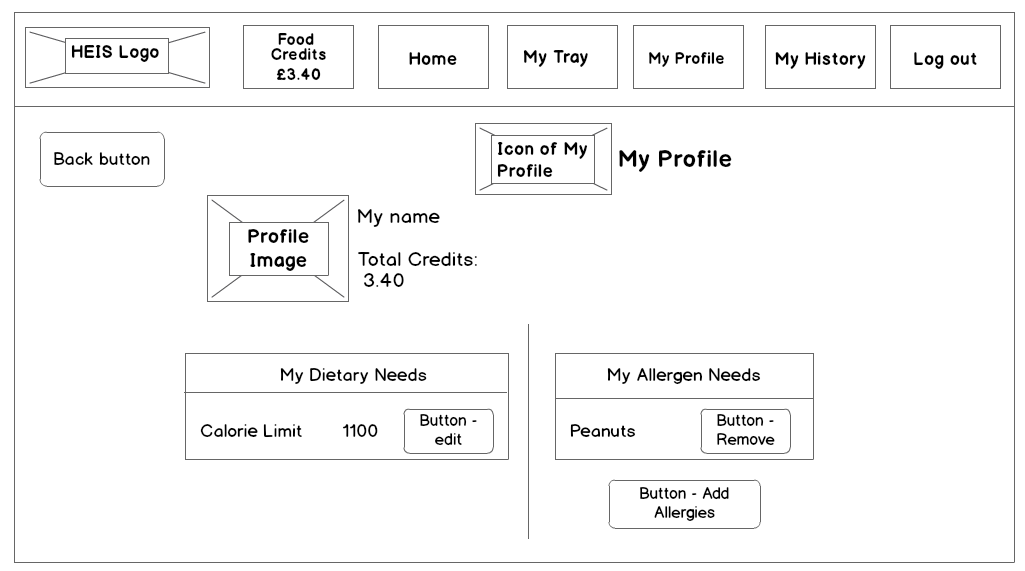 HEIS Logo
Food
Credits
£3.40
Home
My Tray
My Profile
My History
Log out
Back button
Icon of My
Profile
My Profile
Profile
Image
My name
Total Credits:
3.40
My Dietary Needs
Calorie Limit 1100
Button -
edit
My Allergen Needs
Peanuts
Button -
Remove
Button - Add
Allergies